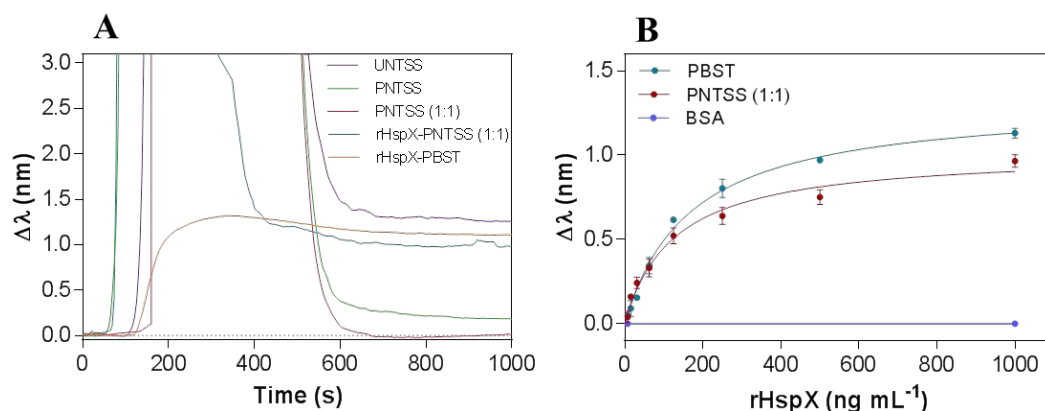 A
Δλ (nm)
3.0
2.5
2.0
1.5
1.0
0.5
0.0
0 200 400 600 800 1000
Time (s)
UNTSS
PNTSS
PNTSS (1:1)
rHspX-PNTSS (1:1)
rHspX-PBST
B
Δλ (nm)
1.5
1.0
0.5
0.0
0 200 400 600 800 1000
rHspX (ng mL⁻¹)
PBST
PNTSS (1:1)
BSA